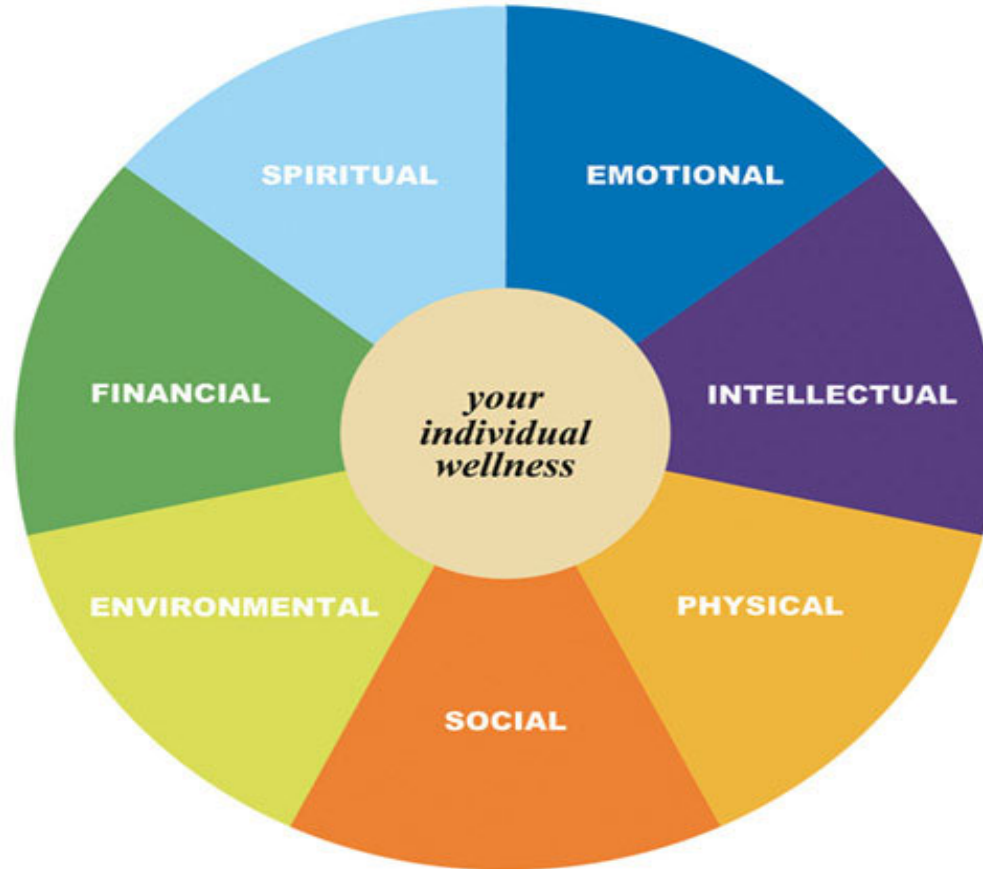 SPIRITUAL
EMOTIONAL
FINANCIAL
your
individual
wellness
INTELLECTUAL
ENVIRONMENTAL
PHYSICAL
SOCIAL